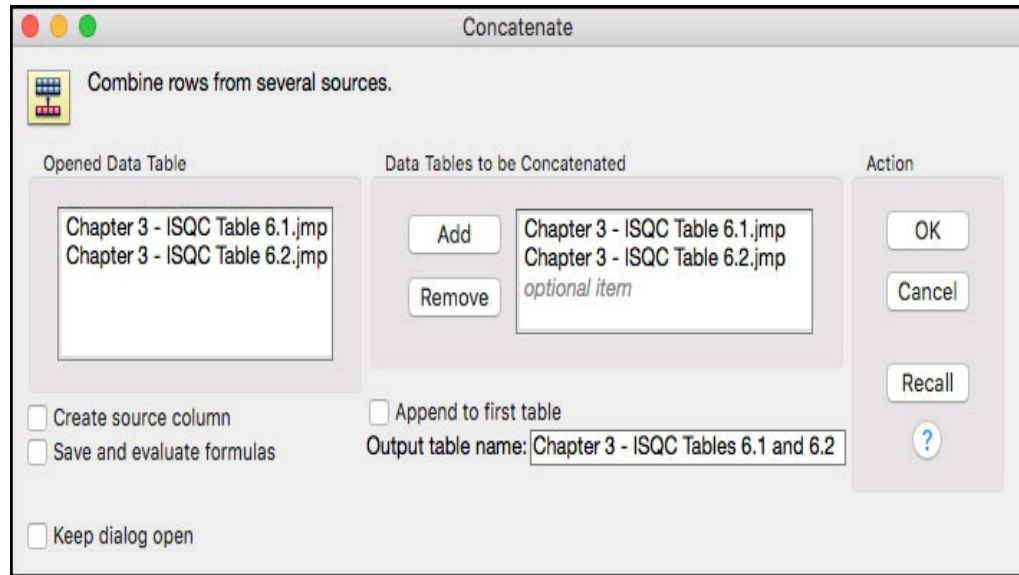 Concatenate
Combine rows from several sources.
Opened Data Table
Chapter 3 - ISQC Table 6.1.jmp
Chapter 3 - ISQC Table 6.2.jmp
Create source column
Save and evaluate formulas
Keep dialog open
Data Tables to be Concatenated
Add
Remove
Chapter 3 - ISQC Table 6.1.jmp
Chapter 3 - ISQC Table 6.2.jmp
optional item
Append to first table
Output table name: Chapter 3 - ISQC Tables 6.1 and 6.2
Action
OK
Cancel
Recall
?